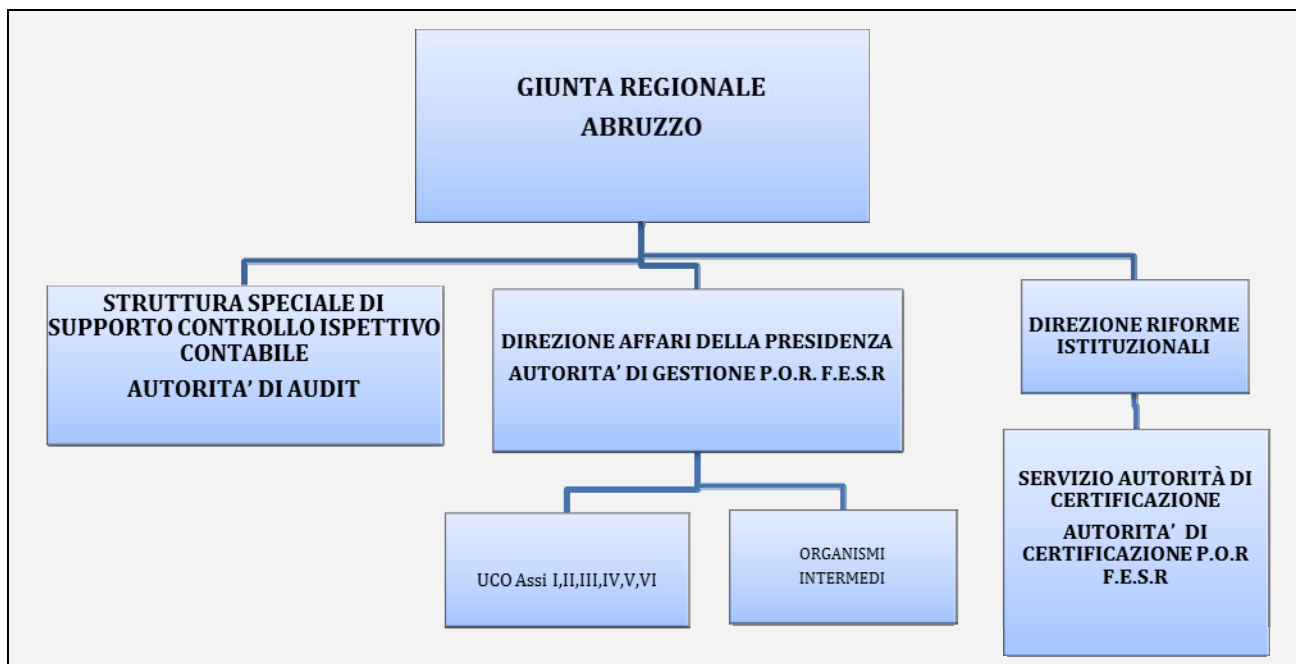 GIUNTA REGIONALE
ABRUZZO
STRUTTURA SPECIALE DI
SUPPORTO CONTROLLO ISPETTIVO
CONTABILE
AUTORITA’ DI AUDIT
DIREZIONE AFFARI DELLA PRESIDENZA
AUTORITA’ DI GESTIONE P.O.R. F.E.S.R
DIREZIONE RIFORME
ISTITUZIONALI
UCO Assi I,II,III,IV,V,VI
ORGANISMI
INTERMEDI
SERVIZIO AUTORITÀ DI
CERTIFICAZIONE
AUTORITA’ DI
CERTIFICAZIONE P.O.R
F.E.S.R